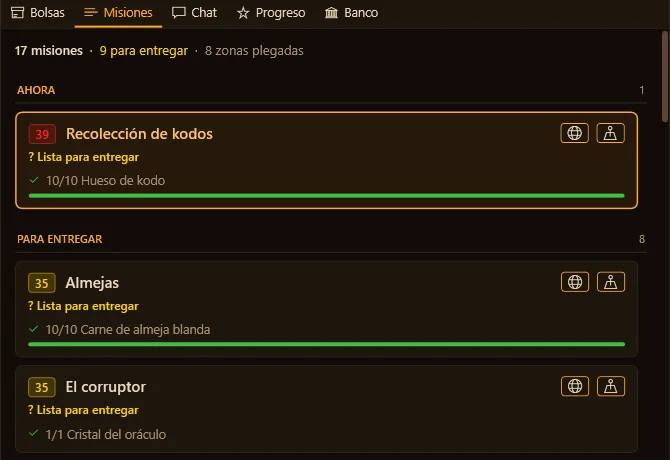 Bolsas Misiones Chat Progreso Banco
17 misiones · 9 para entregar · 8 zonas plegadas
AHORA 1
39 Recolección de kodos
? Lista para entregar
✓ 10/10 Hueso de kodo
PARA ENTREGAR 8
35 Almejas
? Lista para entregar
✓ 10/10 Carne de almeja blanda
35 El corruptor
? Lista para entregar
✓ 1/1 Cristal del oráculo